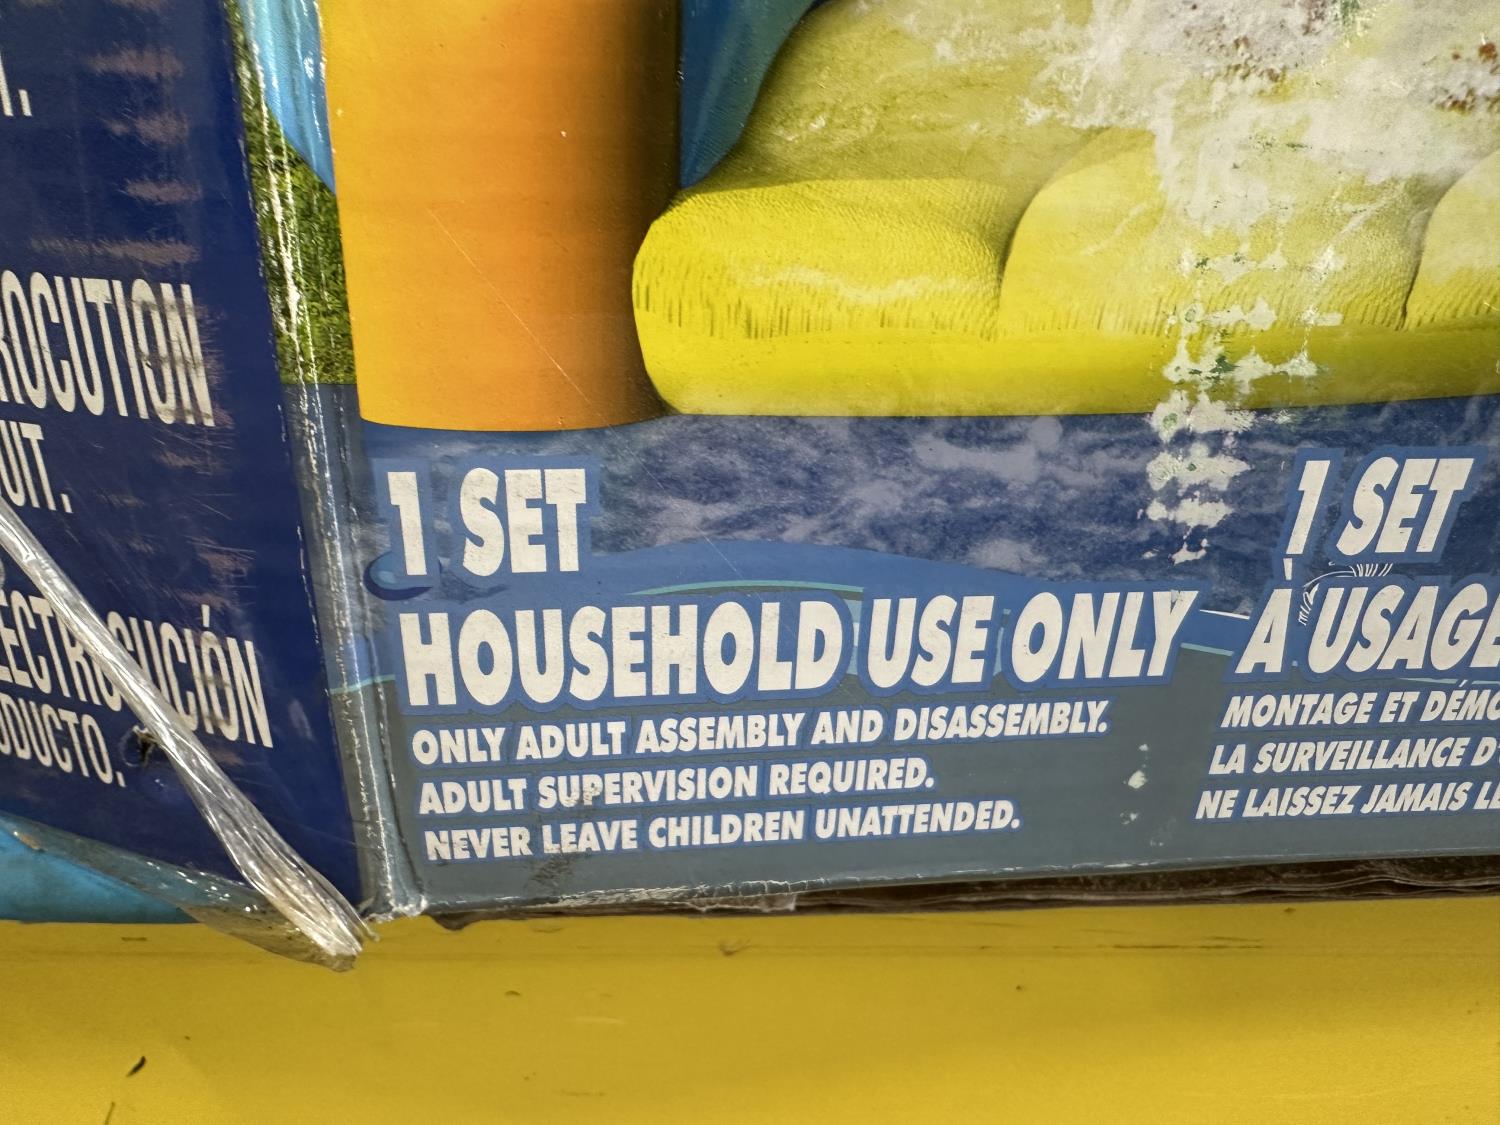 T.
ROCUTION
UIT.
ECTROCUCIÓN
ODUCTO.
1 SET
HOUSEHOLD USE ONLY
ONLY ADULT ASSEMBLY AND DISASSEMBLY.
ADULT SUPERVISION REQUIRED.
NEVER LEAVE CHILDREN UNATTENDED.
1 SET
À USAGE
MONTAGE ET DÉMO
LA SURVEILLANCE D'
NE LAISSEZ JAMAIS LE